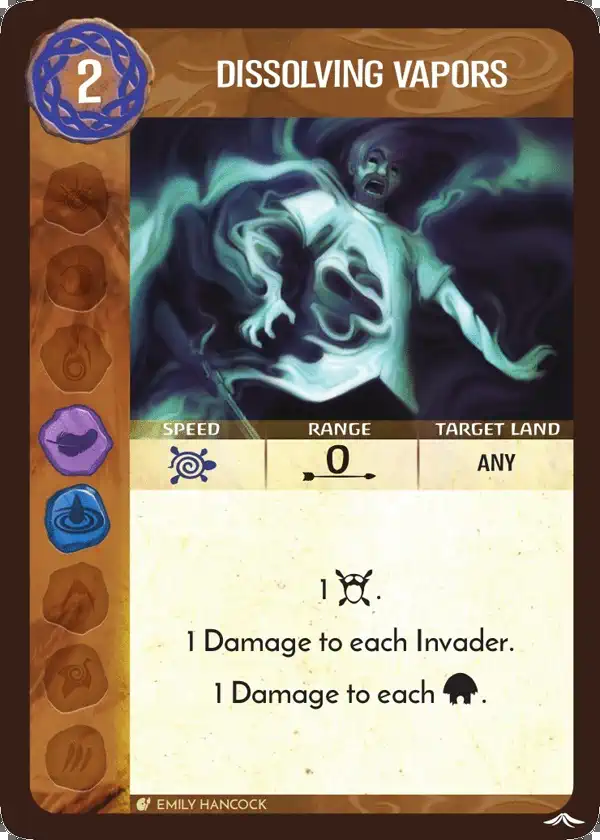 2
DISSOLVING VAPORS
SPEED RANGE TARGET LAND
0 ANY
1 .
1 Damage to each Invader.
1 Damage to each .
EMILY HANCOCK